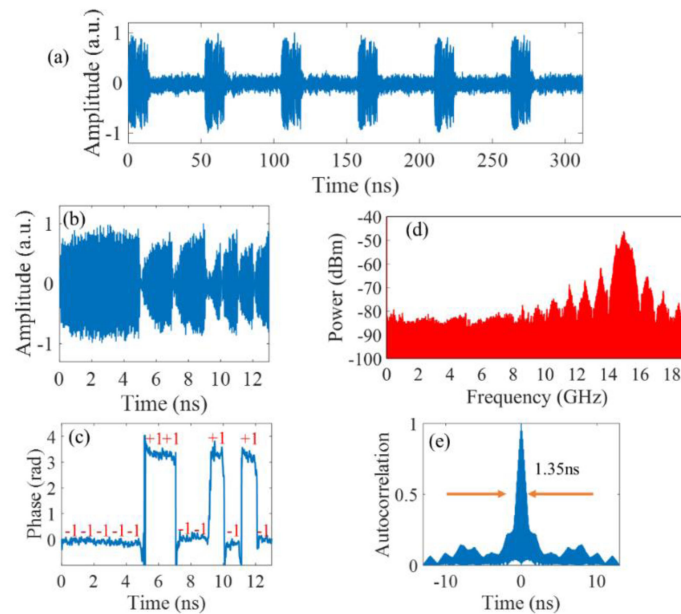 (a)
Amplitude (a.u.)
1
0
-1
0 50 100 150 200 250 300
Time (ns)
(b)
Amplitude (a.u.)
1
0
-1
0 2 4 6 8 10 12
Time (ns)
(d)
Power (dBm)
-40
-50
-60
-70
-80
-90
-100
0 2 4 6 8 10 12 14 16 18
Frequency (GHz)
(c)
Phase (rad)
4
3
2
1
0
+1+1 +1 +1
-1 -1 -1 -1 -1 -1 -1 -1 -1
0 2 4 6 8 10 12
Time (ns)
(e)
Autocorrelation
1
0.5
0
1.35ns
-10 0 10
Time (ns)